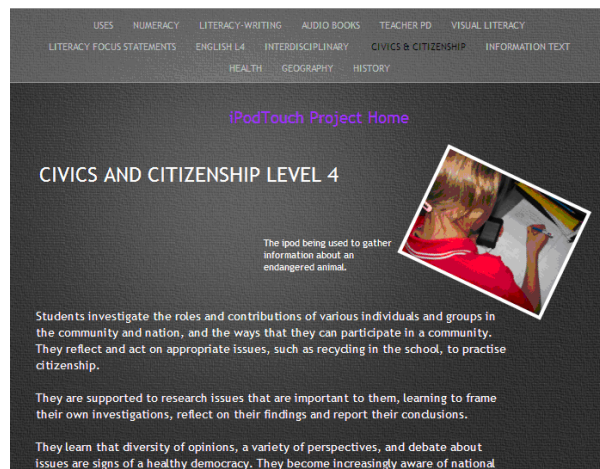 USES NUMERACY LITERACY-WRITING AUDIO BOOKS TEACHER PD VISUAL LITERACY
LITERACY FOCUS STATEMENTS ENGLISH L4 INTERDISCIPLINARY CIVICS & CITIZENSHIP INFORMATION TEXT
HEALTH GEOGRAPHY HISTORY
iPodTouch Project Home
CIVICS AND CITIZENSHIP LEVEL 4
The ipod being used to gather
information about an
endangered animal.
Students investigate the roles and contributions of various individuals and groups in
the community and nation, and the ways that they can participate in a community.
They reflect and act on appropriate issues, such as recycling in the school, to practise
citizenship.
They are supported to research issues that are important to them, learning to frame
their own investigations, reflect on their findings and report their conclusions.
They learn that diversity of opinions, a variety of perspectives, and debate about
issues are signs of a healthy democracy. They become increasingly aware of national